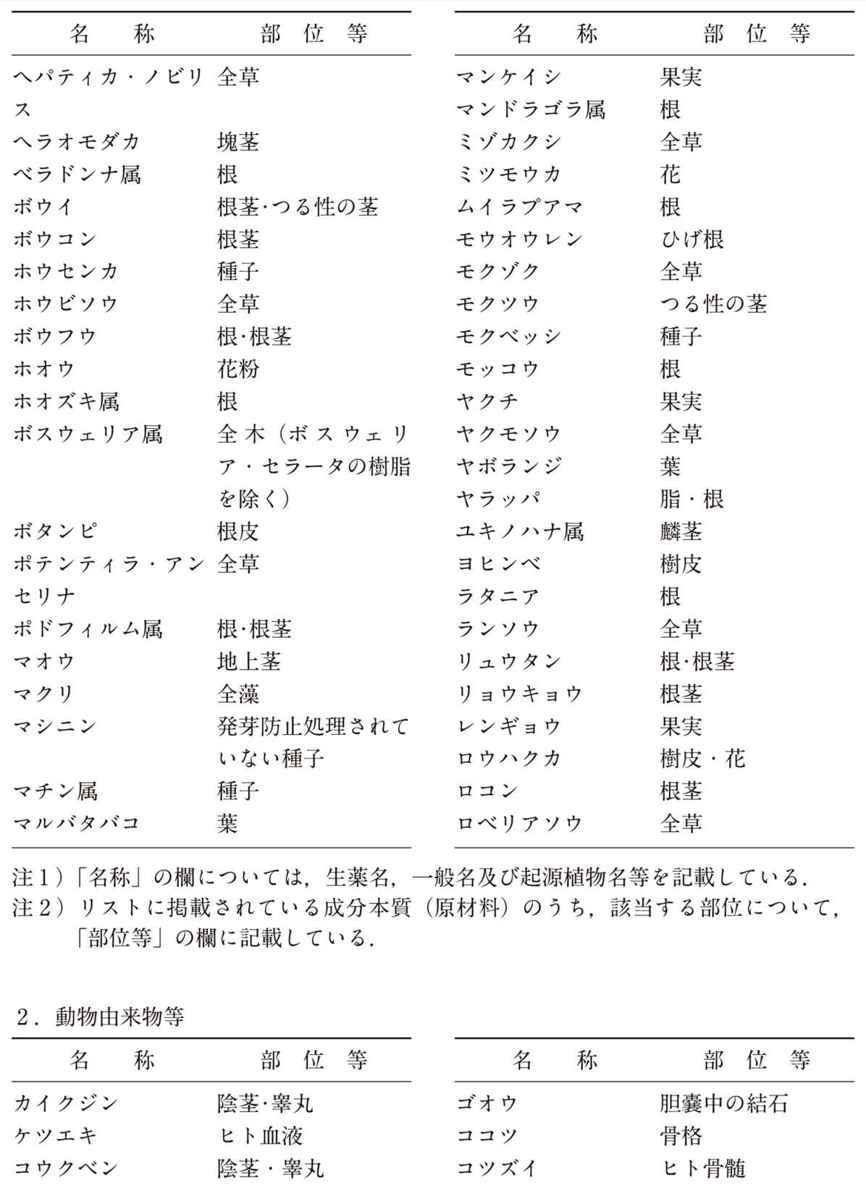 名　称　部 位 等
ヘパティカ・ノビリ 全草
ス
ヘラオモダカ 塊茎
ベラドンナ属 根
ボウイ 根茎･つる性の茎
ボウコン 根茎
ホウセンカ 種子
ホウビソウ 全草
ボウフウ 根･根茎
ホオウ 花粉
ホオズキ属 根
ボスウェリア属 全木（ボスウェリ
ア・セラータの樹脂
を除く）
ボタンピ 根皮
ポテンティラ・アン 全草
セリナ
ポドフィルム属 根･根茎
マオウ 地上茎
マクリ 全藻
マシニン 発芽防止処理されて
いない種子
マチン属 種子
マルバタバコ 葉
名　称　部 位 等
マンケイシ 果実
マンドラゴラ属 根
ミゾカクシ 全草
ミツモウカ 花
ムイラプアマ 根
モウオウレン ひげ根
モクゾク 全草
モクツウ つる性の茎
モクベッシ 種子
モッコウ 根
ヤクチ 果実
ヤクモソウ 全草
ヤボランジ 葉
ヤラッパ 脂・根
ユキノハナ属 鱗茎
ヨヒンベ 樹皮
ラタニア 根
ランソウ 全草
リュウタン 根･根茎
リョウキョウ 根茎
レンギョウ 果実
ロウハクカ 樹皮・花
ロコン 根茎
ロベリアソウ 全草
注１）「名称」の欄については，生薬名，一般名及び起源植物名等を記載している．
注２）リストに掲載されている成分本質（原材料）のうち，該当する部位について，
「部位等」の欄に記載している．
２．動物由来物等
名　称　部 位 等
カイクジン 陰茎･睾丸
ケツエキ ヒト血液
コウクベン 陰茎・睾丸
名　称　部 位 等
ゴオウ 胆嚢中の結石
ココツ 骨格
コツズイ ヒト骨髄